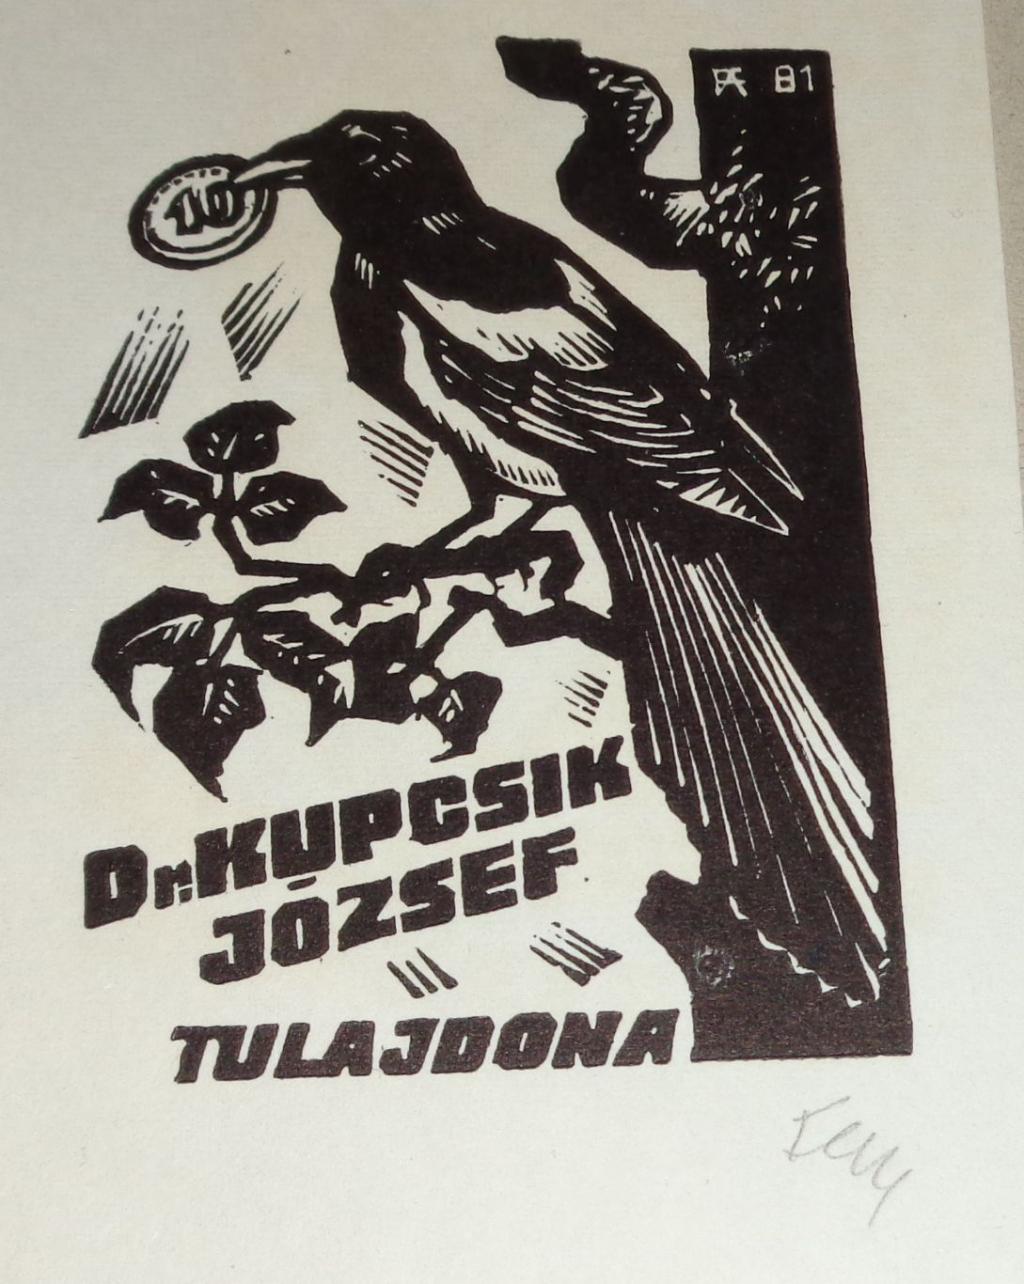 81
10
Dr. KUPCSIK
JÓZSEF
TULAJDONA